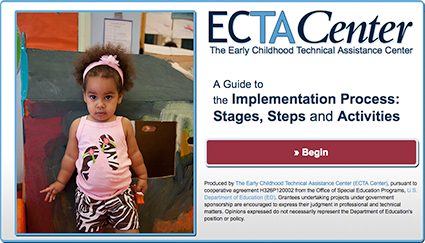 ECTACenter
The Early Childhood Technical Assistance Center
A Guide to
the Implementation Process:
Stages, Steps and Activities
» Begin
Produced by The Early Childhood Technical Assistance Center (ECTA Center), pursuant to
cooperative agreement H326P120002 from the Office of Special Education Programs, U.S.
Department of Education (ED). Grantees undertaking projects under government
sponsorship are encouraged to express their judgment in professional and technical
matters. Opinions expressed do not necessarily represent the Department of Education's
position or policy.